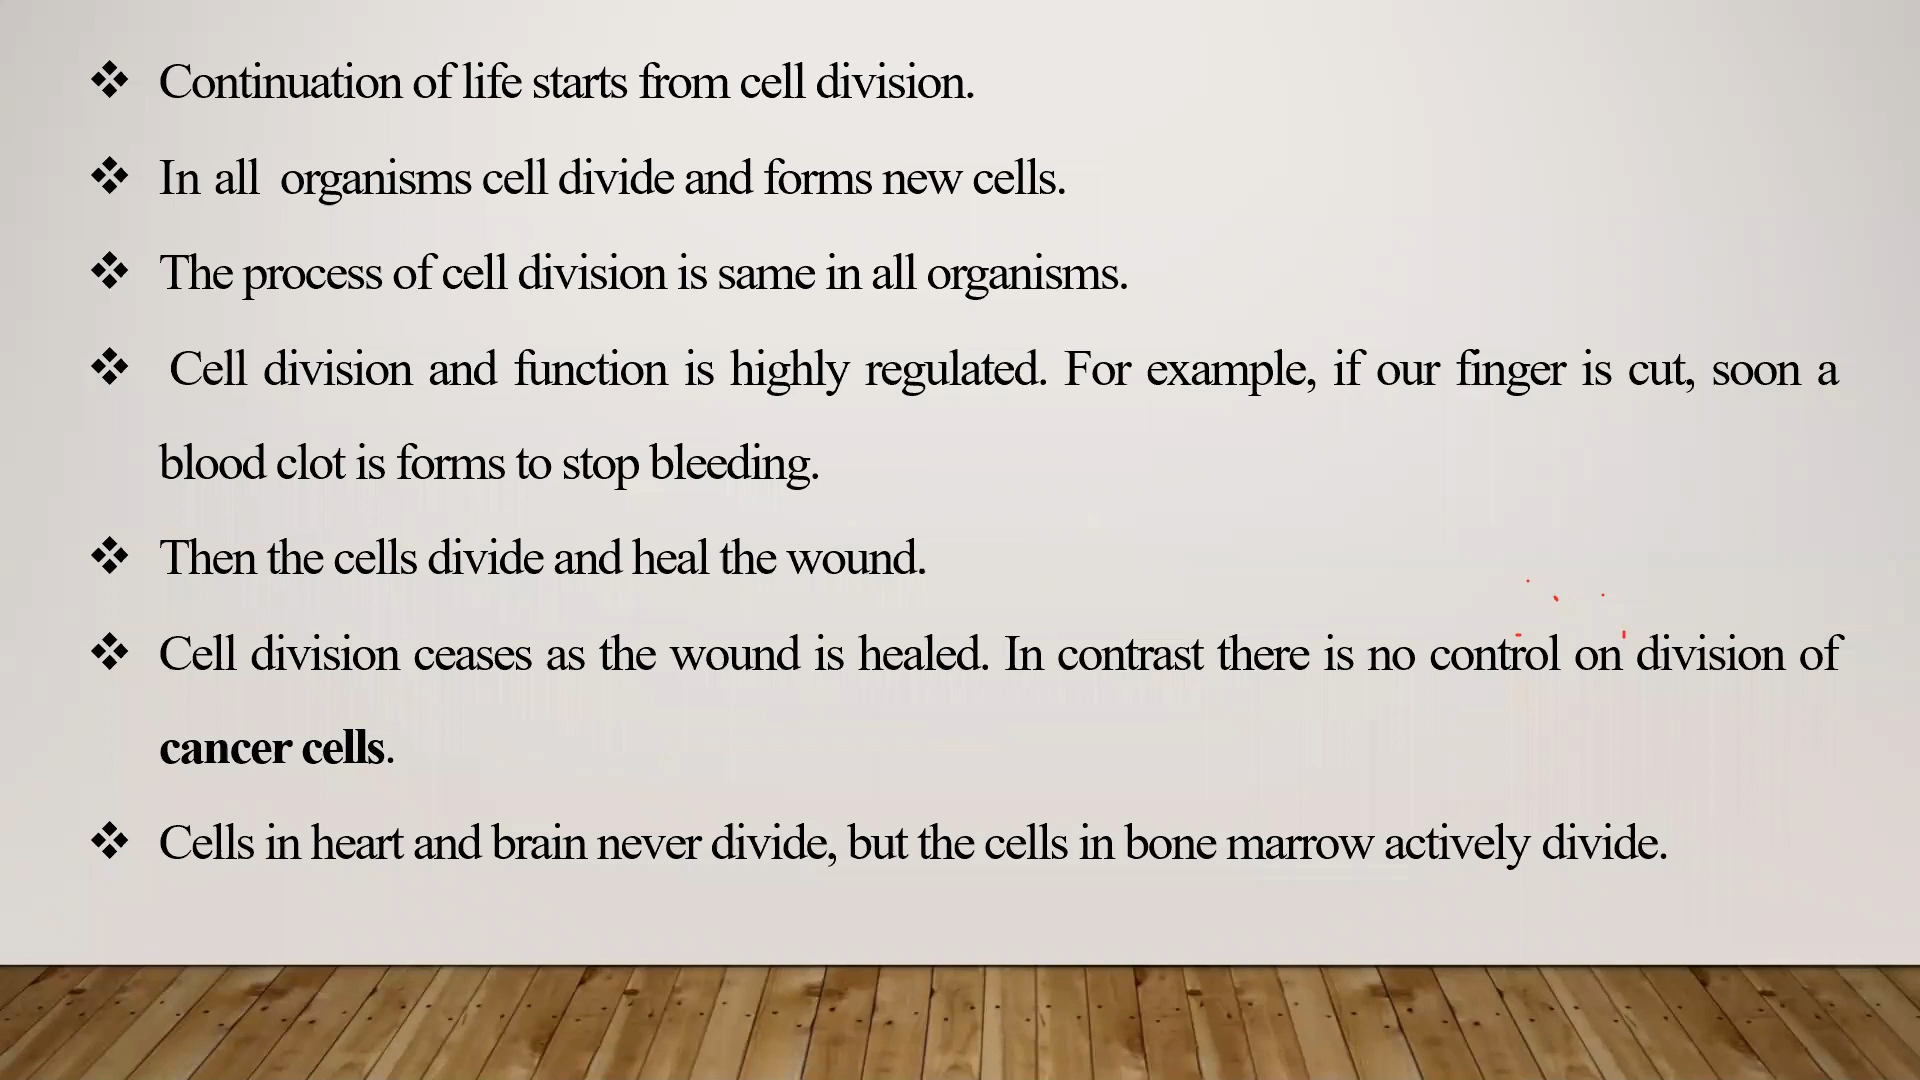 ❖ Continuation of life starts from cell division.
❖ In all organisms cell divide and forms new cells.
❖ The process of cell division is same in all organisms.
❖ Cell division and function is highly regulated. For example, if our finger is cut, soon a
blood clot is forms to stop bleeding.
❖ Then the cells divide and heal the wound.
❖ Cell division ceases as the wound is healed. In contrast there is no control on division of
cancer cells.
❖ Cells in heart and brain never divide, but the cells in bone marrow actively divide.